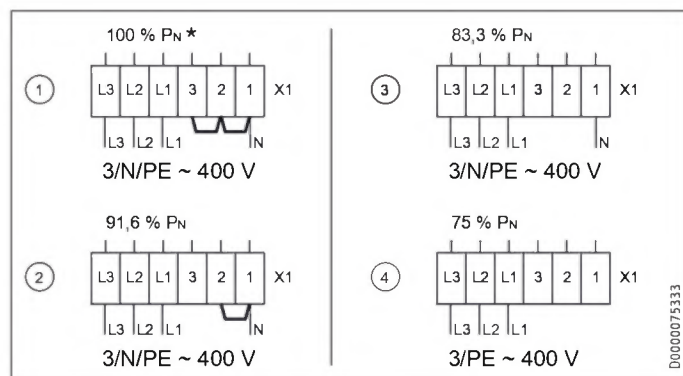 100 % PN *
1
L3 L2 L1 3 2 1 X1
L3 L2 L1 N
3/N/PE ~ 400 V
91,6 % PN
2
L3 L2 L1 3 2 1 X1
L3 L2 L1 N
3/N/PE ~ 400 V
83,3 % PN
3
L3 L2 L1 3 2 1 X1
L3 L2 L1 N
3/N/PE ~ 400 V
75 % PN
4
L3 L2 L1 3 2 1 X1
L3 L2 L1
3/PE ~ 400 V
D0000075333